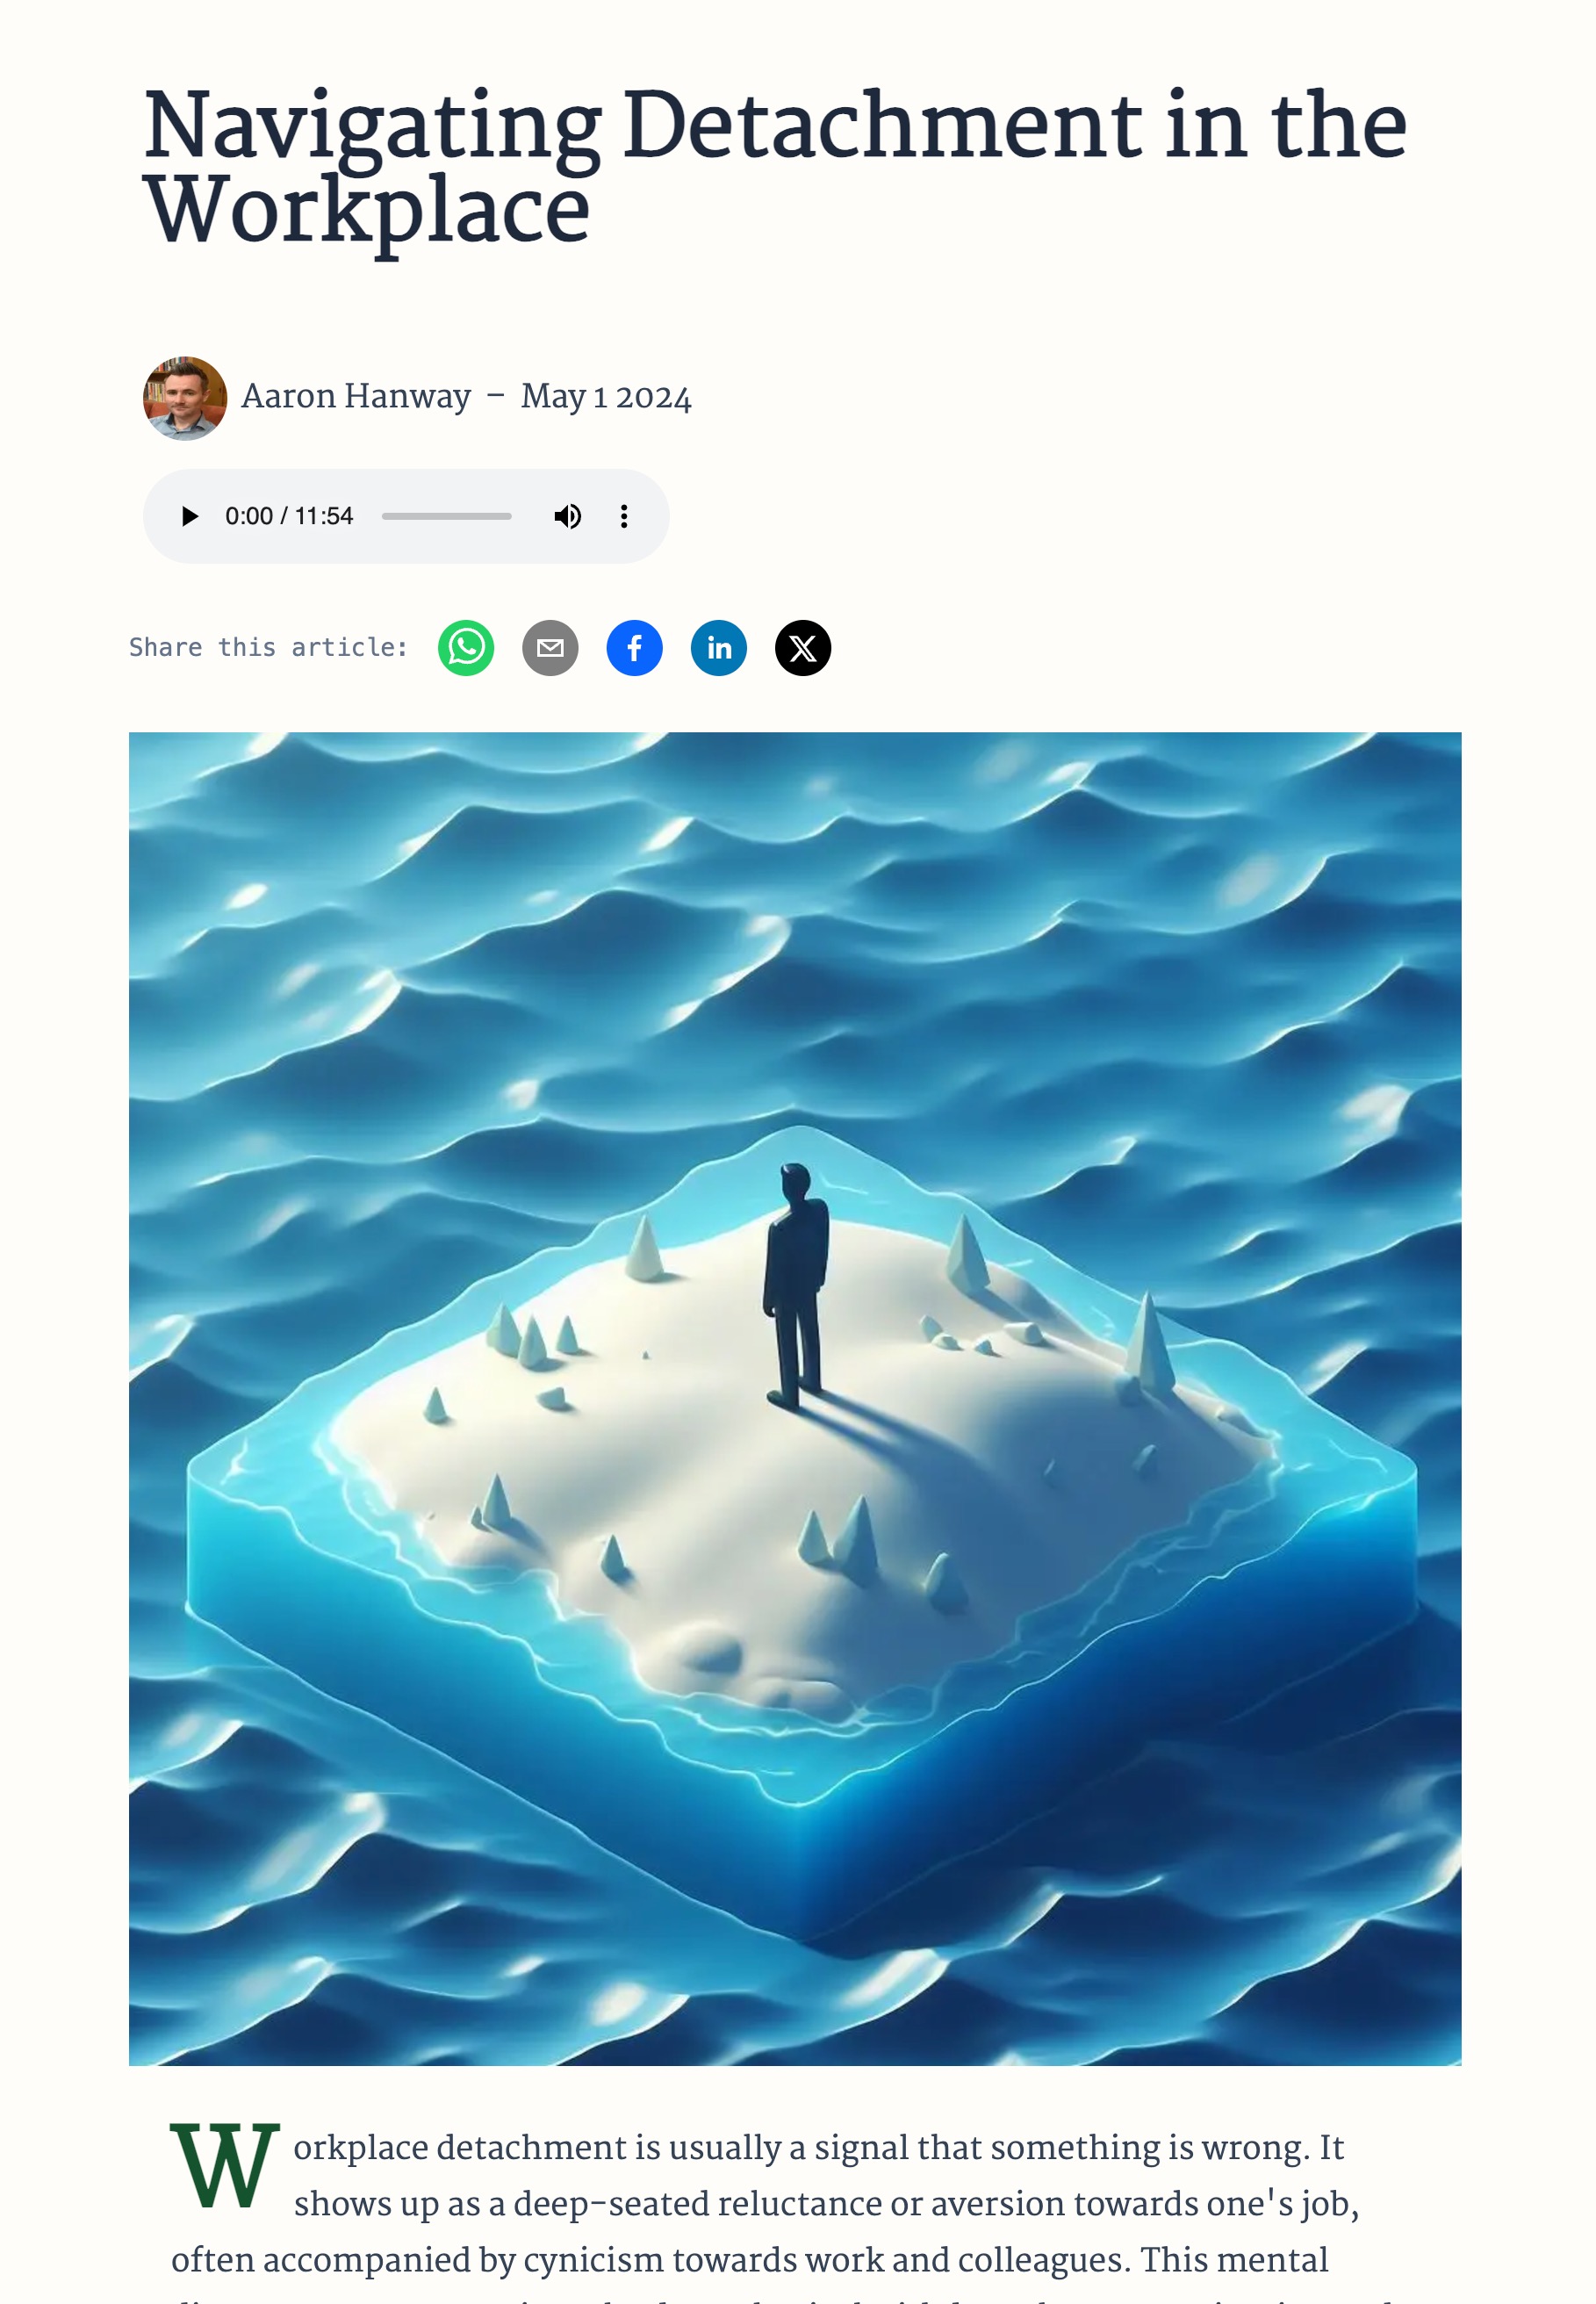 Navigating Detachment in the
Workplace
Aaron Hanway – May 1 2024
0:00 / 11:54
Share this article:
in
Workplace detachment is usually a signal that something is wrong. It
shows up as a deep-seated reluctance or aversion towards one's job,
often accompanied by cynicism towards work and colleagues. This mental